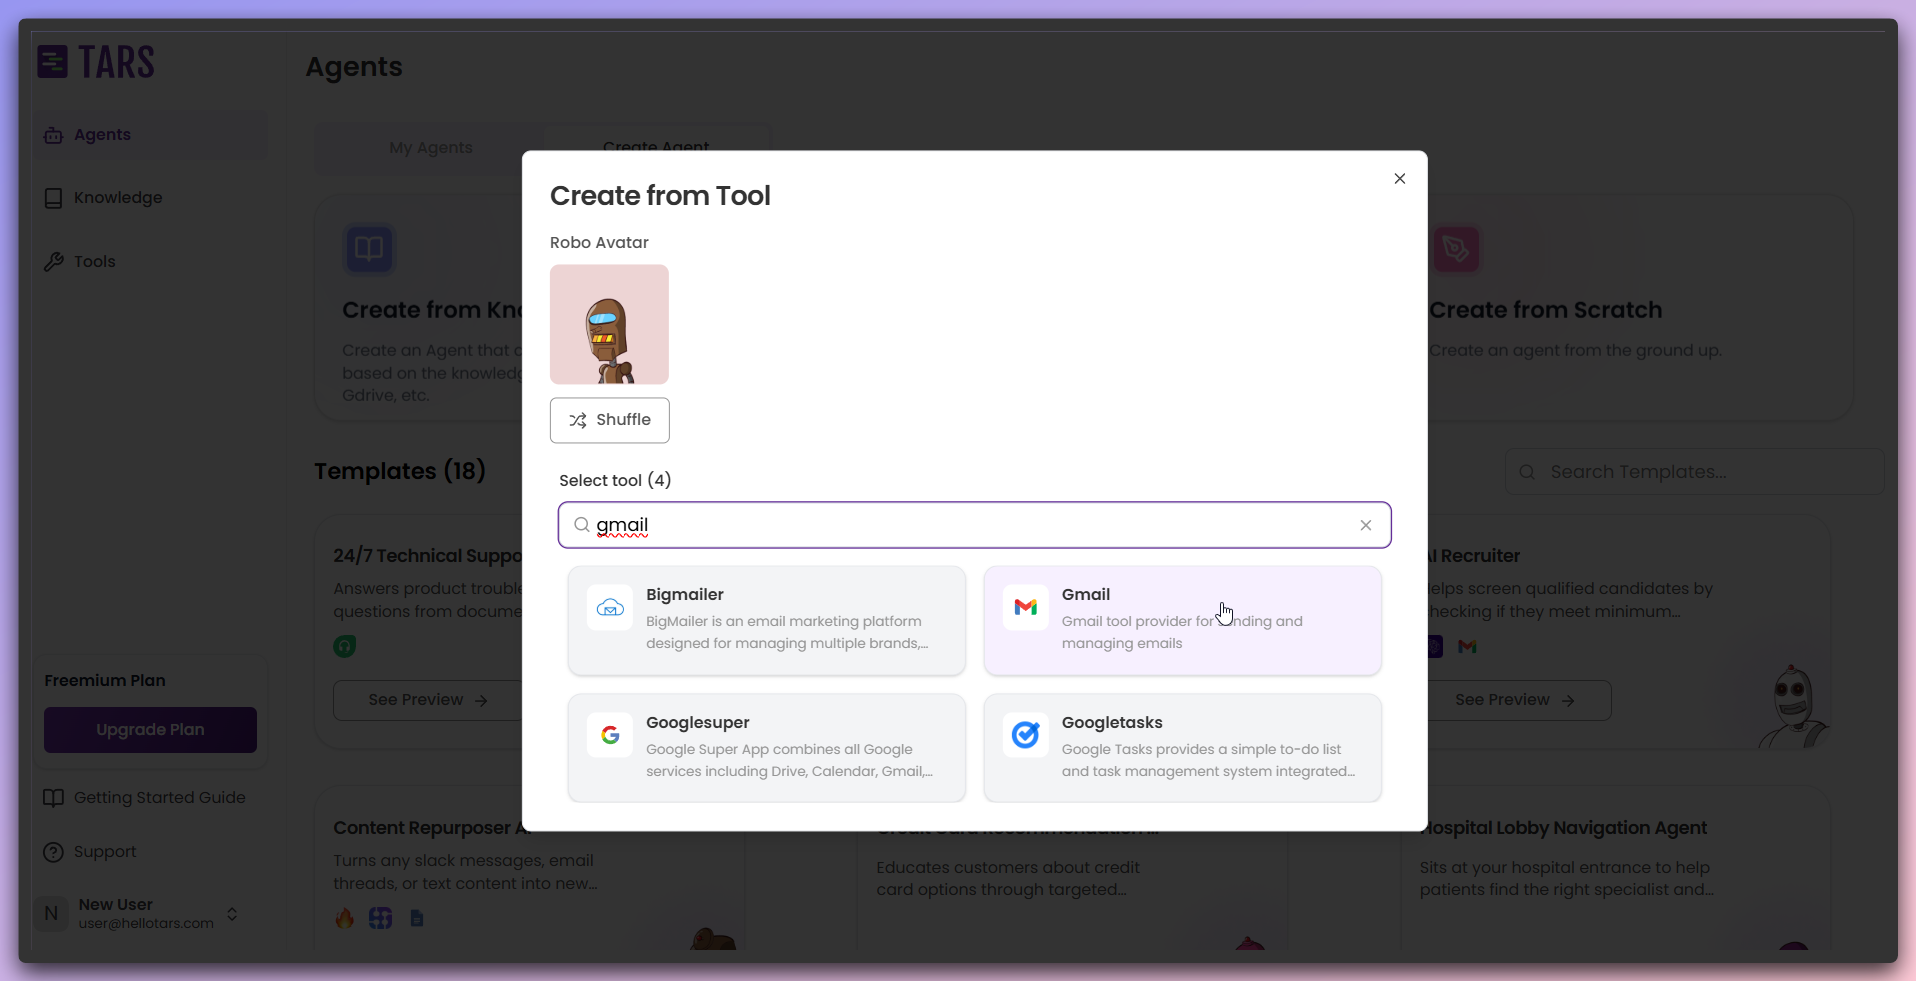 TARS
Agents
Knowledge
Tools
Freemium Plan
Upgrade Plan
Getting Started Guide
Support
N
New User
user@hellotars.com
Agents
My Agents
Create Agent
Create from Kn
Create an Agent that
based on the knowledg
Gdrive, etc.
Create from Scratch
Create an agent from the ground up.
Templates (18)
Search Templates...
24/7 Technical Suppo
Answers product trouble
questions from docume
See Preview
AI Recruiter
elps screen qualified candidates by
checking if they meet minimum...
See Preview
Content Repurposer A
Turns any slack messages, email
threads, or text content into new...
Educates customers about credit
card options through targeted...
Hospital Lobby Navigation Agent
Sits at your hospital entrance to help
patients find the right specialist and...
Create from Tool
Robo Avatar
Shuffle
Select tool (4)
gmail
Bigmailer
BigMailer is an email marketing platform
designed for managing multiple brands,...
Gmail
Gmail tool provider for nding and
managing emails
Googlesuper
Google Super App combines all Google
services including Drive, Calendar, Gmail,...
Googletasks
Google Tasks provides a simple to-do list
and task management system integrated...